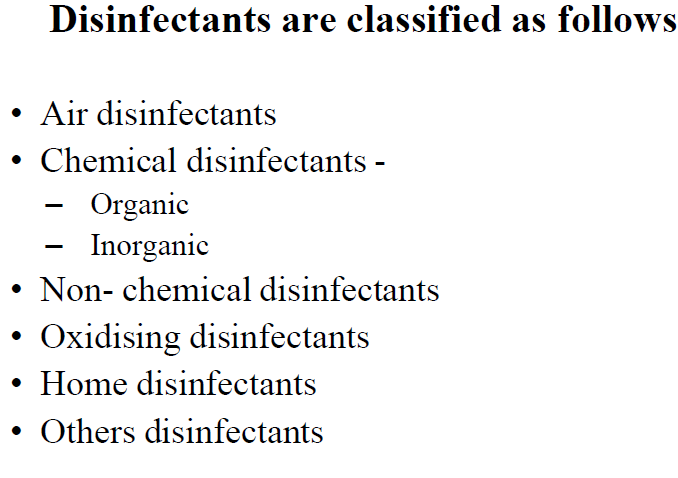 Disinfectants are classified as follows
• Air disinfectants
• Chemical disinfectants -
– Organic
– Inorganic
• Non- chemical disinfectants
• Oxidising disinfectants
• Home disinfectants
• Others disinfectants